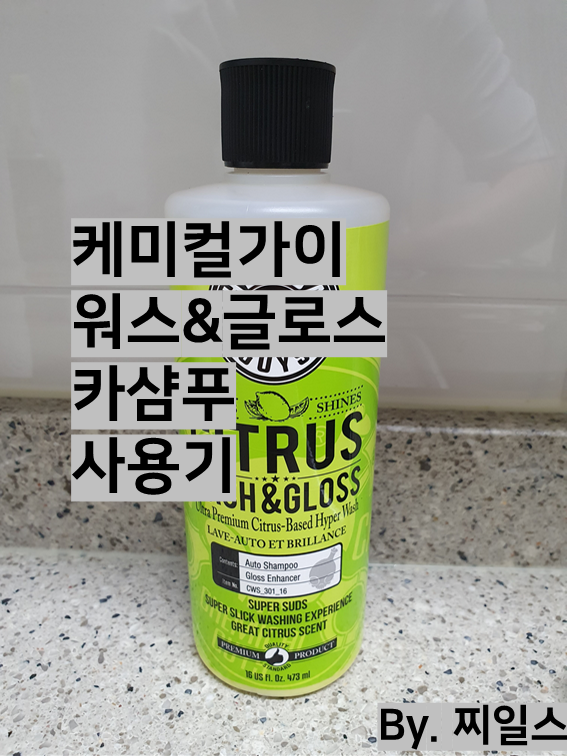 케미컬가이
워스&글로스
카샴푸
사용기
SHINES
TRUS
SH&GLOSS
Ultra Premium Citrus-Based Hyper Wash
LAVE-AUTO ET BRILLANCE
Contents: Auto Shampoo
Gloss Enhancer
Item No. CWS_301_16
SUPER SUDS
SUPER SLICK WASHING EXPERIENCE
GREAT CITRUS SCENT
QUALITY
PREMIUM PRODUCT
STANDARD
16 US fl. Oz. 473 ml
By. 찌일스